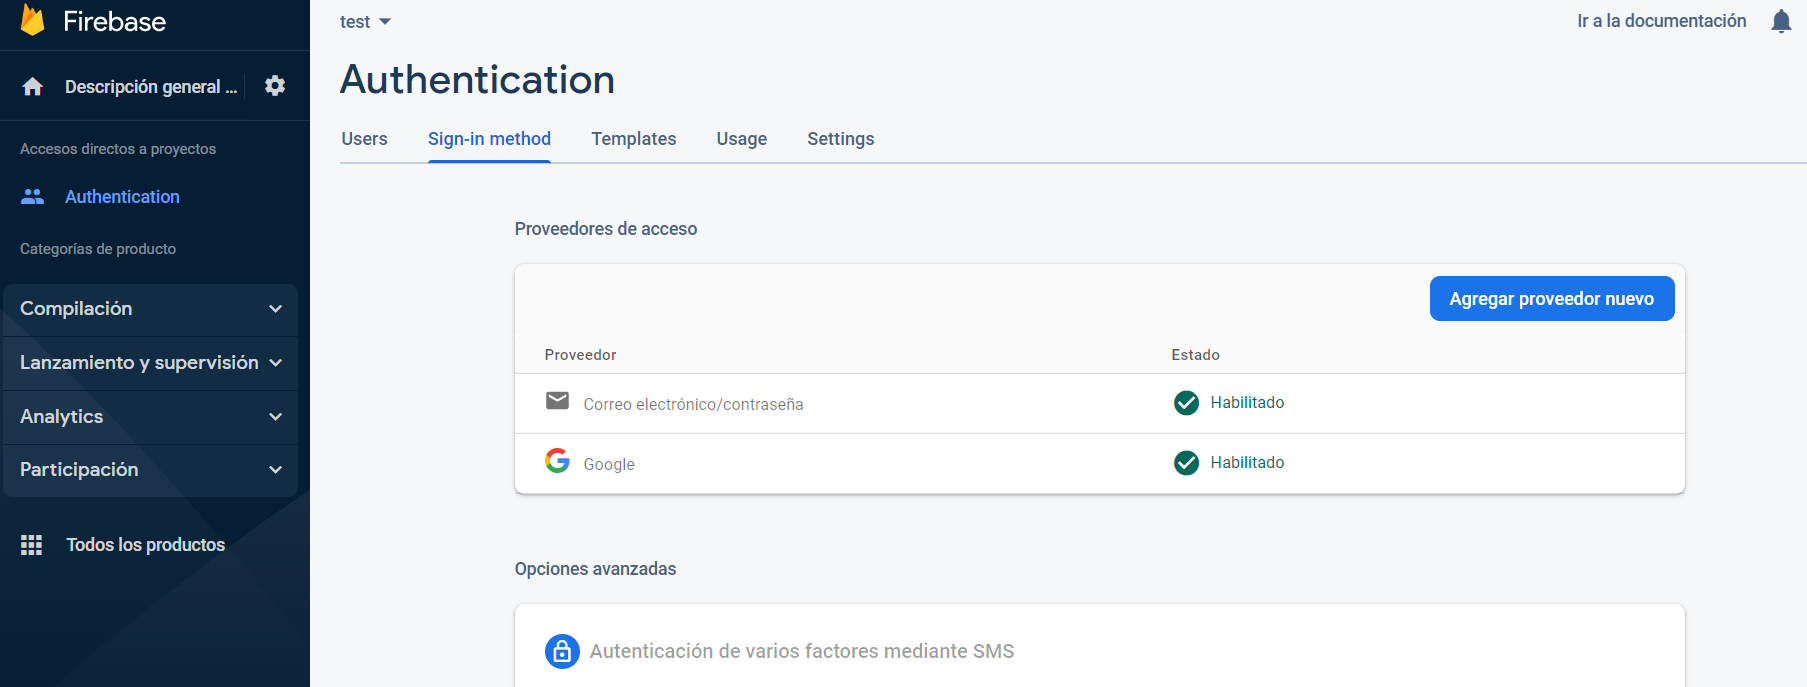 Firebase
Descripción general ...
Accesos directos a proyectos
Authentication
Categorías de producto
Compilación
Lanzamiento y supervisión
Analytics
Participación
Todos los productos
test
Ir a la documentación
Authentication
Users Sign-in method Templates Usage Settings
Proveedores de acceso
Agregar proveedor nuevo
Proveedor Estado
Correo electrónico/contraseña Habilitado
Google Habilitado
Opciones avanzadas
Autenticación de varios factores mediante SMS